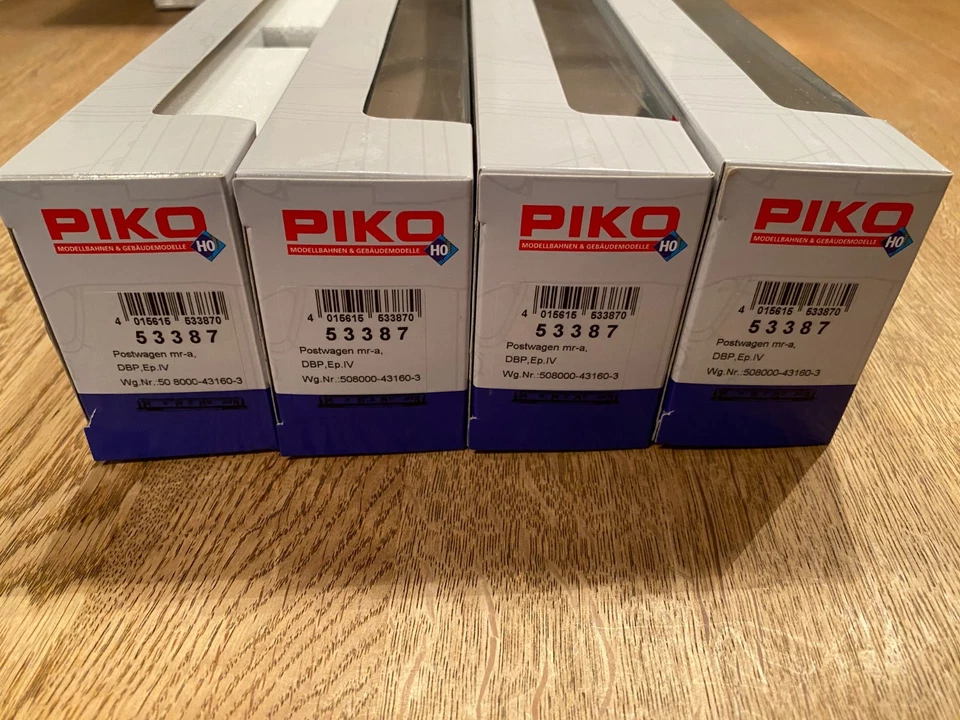 PIKO
MODELLBAHNEN & GEBÄUDEMODELLE
H0
4 015615 533870
53387
Postwagen mr-a,
DBP,Ep.IV
Wg.Nr.:50 8000-43160-3
PIKO
MODELLBAHNEN & GEBÄUDEMODELLE
H0
4 015615 533870
53387
Postwagen mr-a,
DBP,Ep.IV
Wg.Nr.:508000-43160-3
PIKO
MODELLBAHNEN & GEBÄUDEMODELLE
H0
4 015615 533870
53387
Postwagen mr-a,
DBP,Ep.IV
Wg.Nr.:508000-43160-3
PIKO
MODELLBAHNEN & GEBÄUDEMODELLE
H0
4 015615 533870
53387
Postwagen mr-a,
DBP,Ep.IV
Wg.Nr.:508000-43160-3